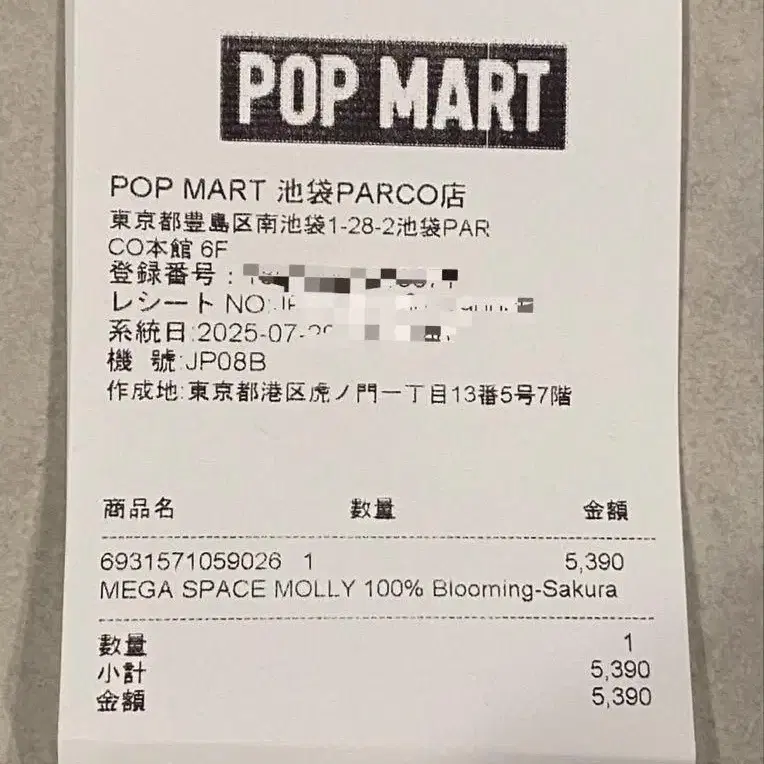 POP MART
POP MART 池袋PARCO店
東京都豊島区南池袋1-28-2池袋PAR
CO本館 6F
登録番号:
レシート NO:
系統日:2025-07-
機 號:JP08B
作成地:東京都港区虎ノ門一丁目13番5号7階
商品名 数量 金額
6931571059026 1 5,390
MEGA SPACE MOLLY 100% Blooming-Sakura
数量 1
小計 5,390
金額 5,390